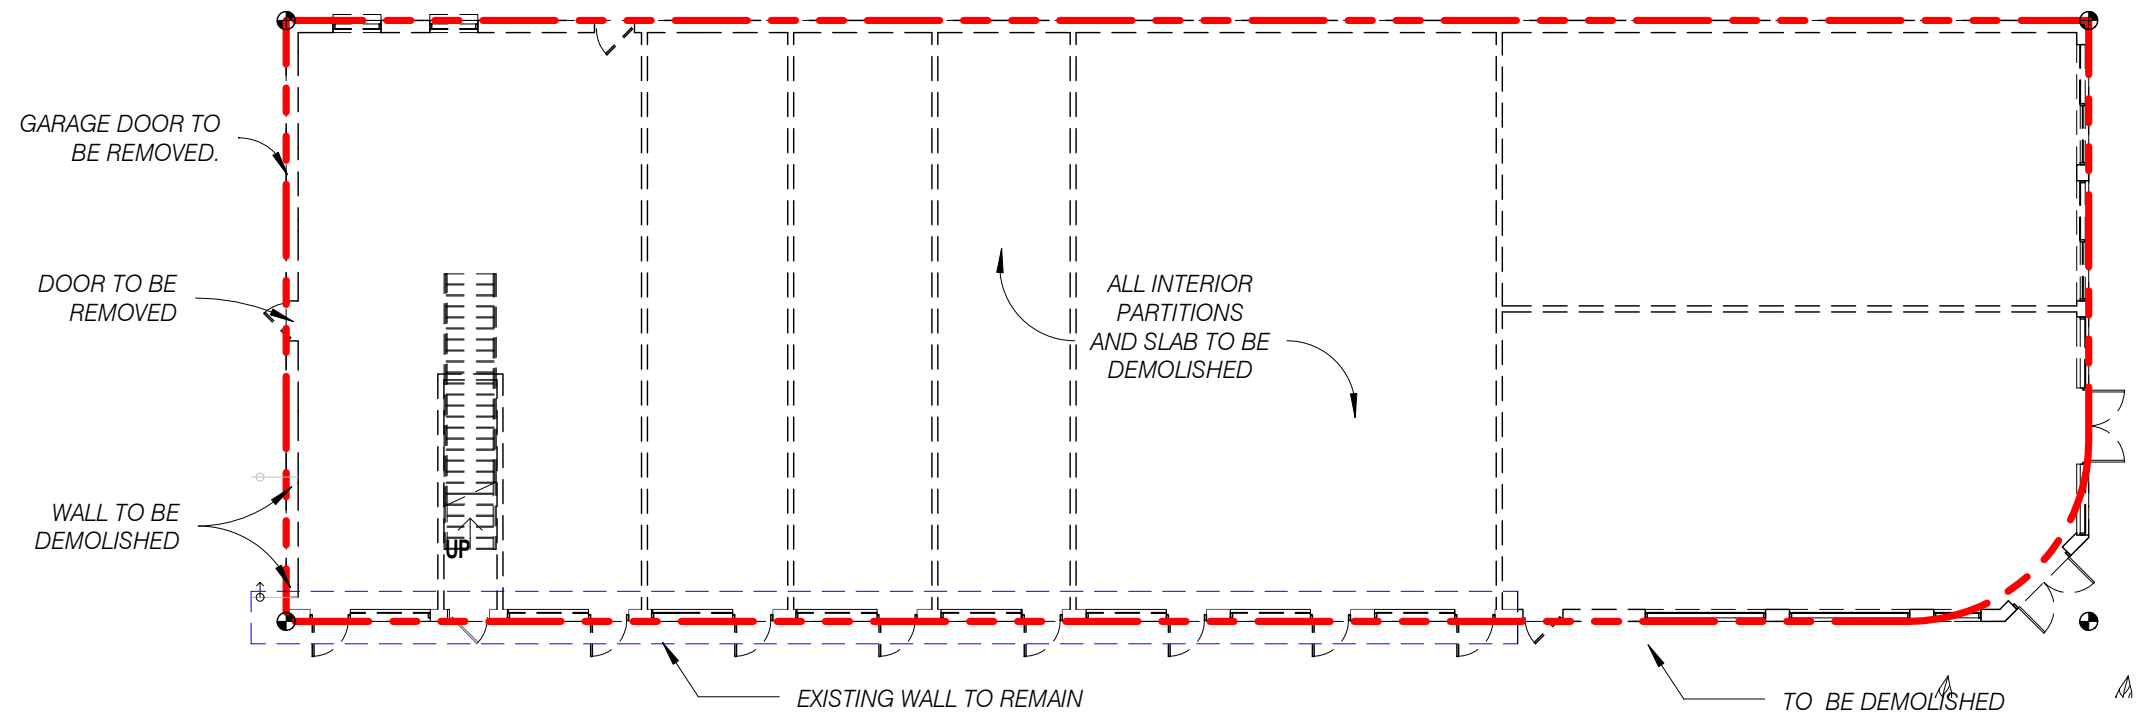 GARAGE DOOR TO
BE REMOVED.
DOOR TO BE
REMOVED
ALL INTERIOR
PARTITIONS
AND SLAB TO BE
DEMOLISHED
WALL TO BE
DEMOLISHED
UP
EXISTING WALL TO REMAIN
TO BE DEMOLISHED